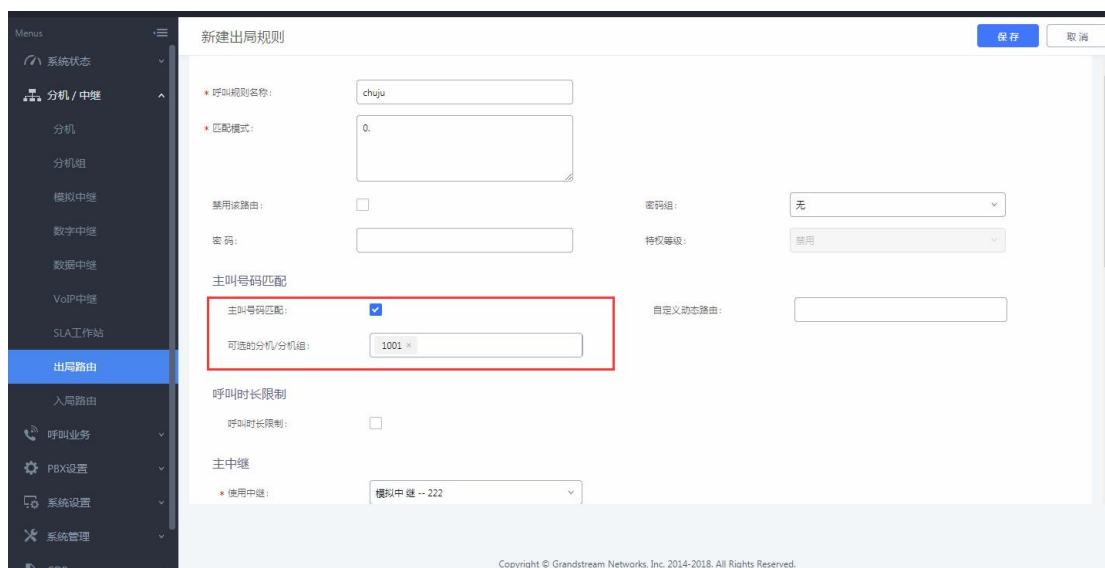 Menus
新建出局规则
保存
取消
系统状态
分机/中继
* 呼叫规则名称:
chuju
分机
* 匹配模式:
0.
分机组
模拟中继
禁用该路由:
密码组:
无
数字中继
密码:
特权等级:
禁用
数据中继
主叫号码匹配
VoIP中继
主叫号码匹配:
自定义动态路由:
SLA工作站
可选的分机/分机组:
1001 ×
出局路由
呼叫时长限制
入局路由
呼叫时长限制:
呼叫业务
主中继
PBX设置
* 使用中继:
模拟中 继 -- 222
系统设置
系统管理
Copyright © Grandstream Networks, Inc. 2014-2018. All Rights Reserved.